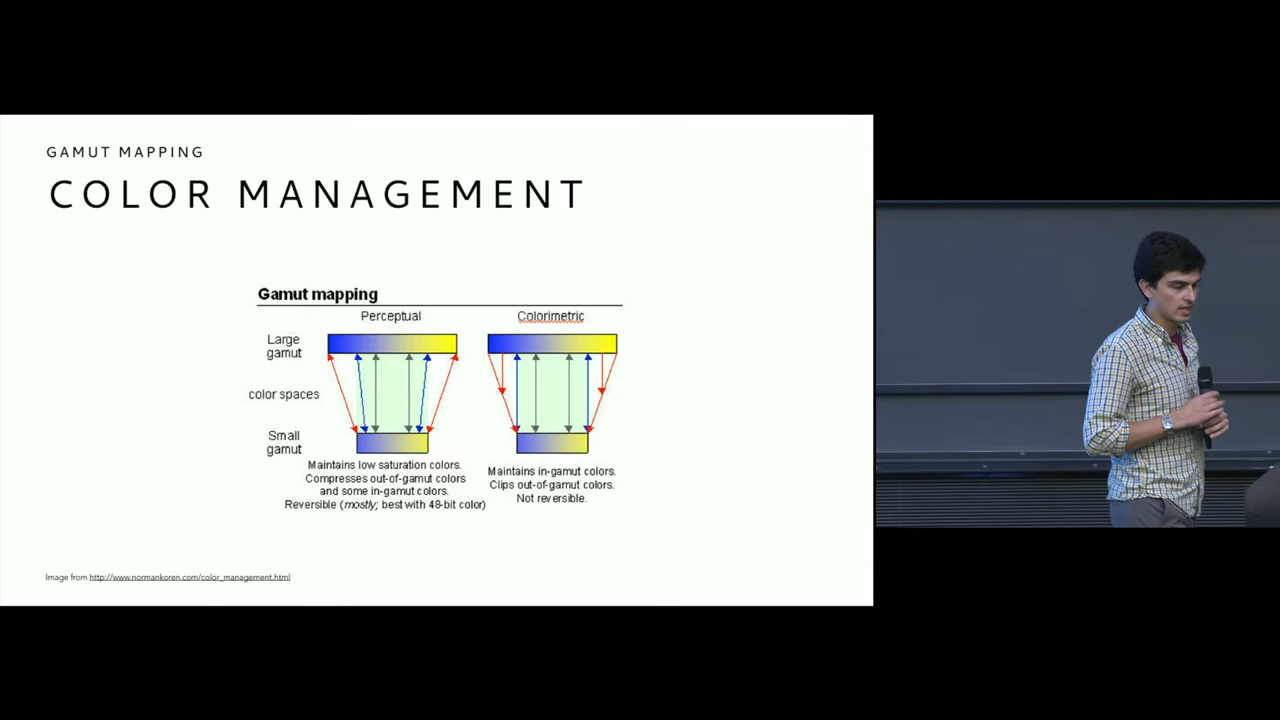 GAMUT MAPPING
COLOR MANAGEMENT
Gamut mapping
Perceptual
Colorimetric
Large
gamut
color spaces
Small
gamut
Maintains low saturation colors.
Compresses out-of-gamut colors
and some in-gamut colors.
Reversible (mostly; best with 48-bit color)
Maintains in-gamut colors.
Clips out-of-gamut colors.
Not reversible.
Image from http://www.normankoren.com/color_management.html